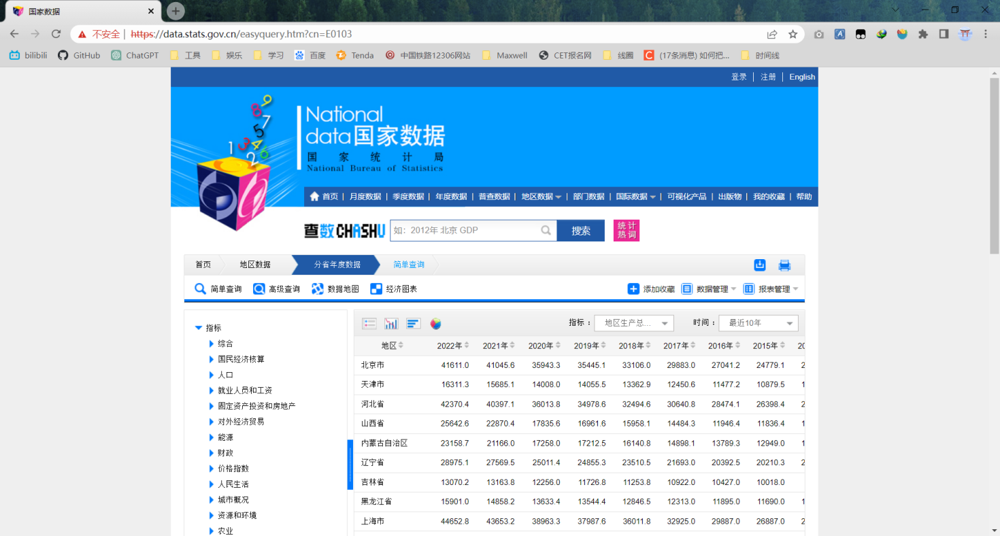 国家数据
不安全 | https://data.stats.gov.cn/easyquery.htm?cn=E0103
bilibili GitHub ChatGPT 工具 娱乐 学习 百度 Tenda 中国铁路12306网站 Maxwell CET报名网 线圈 (17条消息) 如何把... 时间线
登录 | 注册 | English
8 9
7
5
1 3 4
2 6
National
data国家数据
国家统计局
National Bureau of Statistics
首页 | 月度数据 | 季度数据 | 年度数据 | 普查数据 | 地区数据 | 部门数据 | 国际数据 | 可视化产品 | 出版物 | 我的收藏 | 帮助
查数CHASHU 如：2012年 北京 GDP 搜索 统计热词
首页 地区数据 分省年度数据 简单查询
简单查询 高级查询 数据地图 经济图表 添加收藏 数据管理 报表管理
指标
综合
国民经济核算
人口
就业人员和工资
固定资产投资和房地产
对外经济贸易
能源
财政
价格指数
人民生活
城市概况
资源和环境
农业
指标： 地区生产总... 时间： 最近10年
地区 2022年 2021年 2020年 2019年 2018年 2017年 2016年 2015年 20
北京市 41611.0 41045.6 35943.3 35445.1 33106.0 29883.0 27041.2 24779.1 2
天津市 16311.3 15685.1 14008.0 14055.5 13362.9 12450.6 11477.2 10879.5 1
河北省 42370.4 40397.1 36013.8 34978.6 32494.6 30640.8 28474.1 26398.4 2
山西省 25642.6 22870.4 17835.6 16961.6 15958.1 14484.3 11946.4 11836.4 1
内蒙古自治区 23158.7 21166.0 17258.0 17212.5 16140.8 14898.1 13789.3 12949.0 1
辽宁省 28975.1 27569.5 25011.4 24855.3 23510.5 21693.0 20392.5 20210.3 2
吉林省 13070.2 13163.8 12256.0 11726.8 11253.8 10922.0 10427.0 10018.0
黑龙江省 15901.0 14858.2 13633.4 13544.4 12846.5 12313.0 11895.0 11690.0 1
上海市 44652.8 43653.2 38963.3 37987.6 36011.8 32925.0 29887.0 26887.0 2